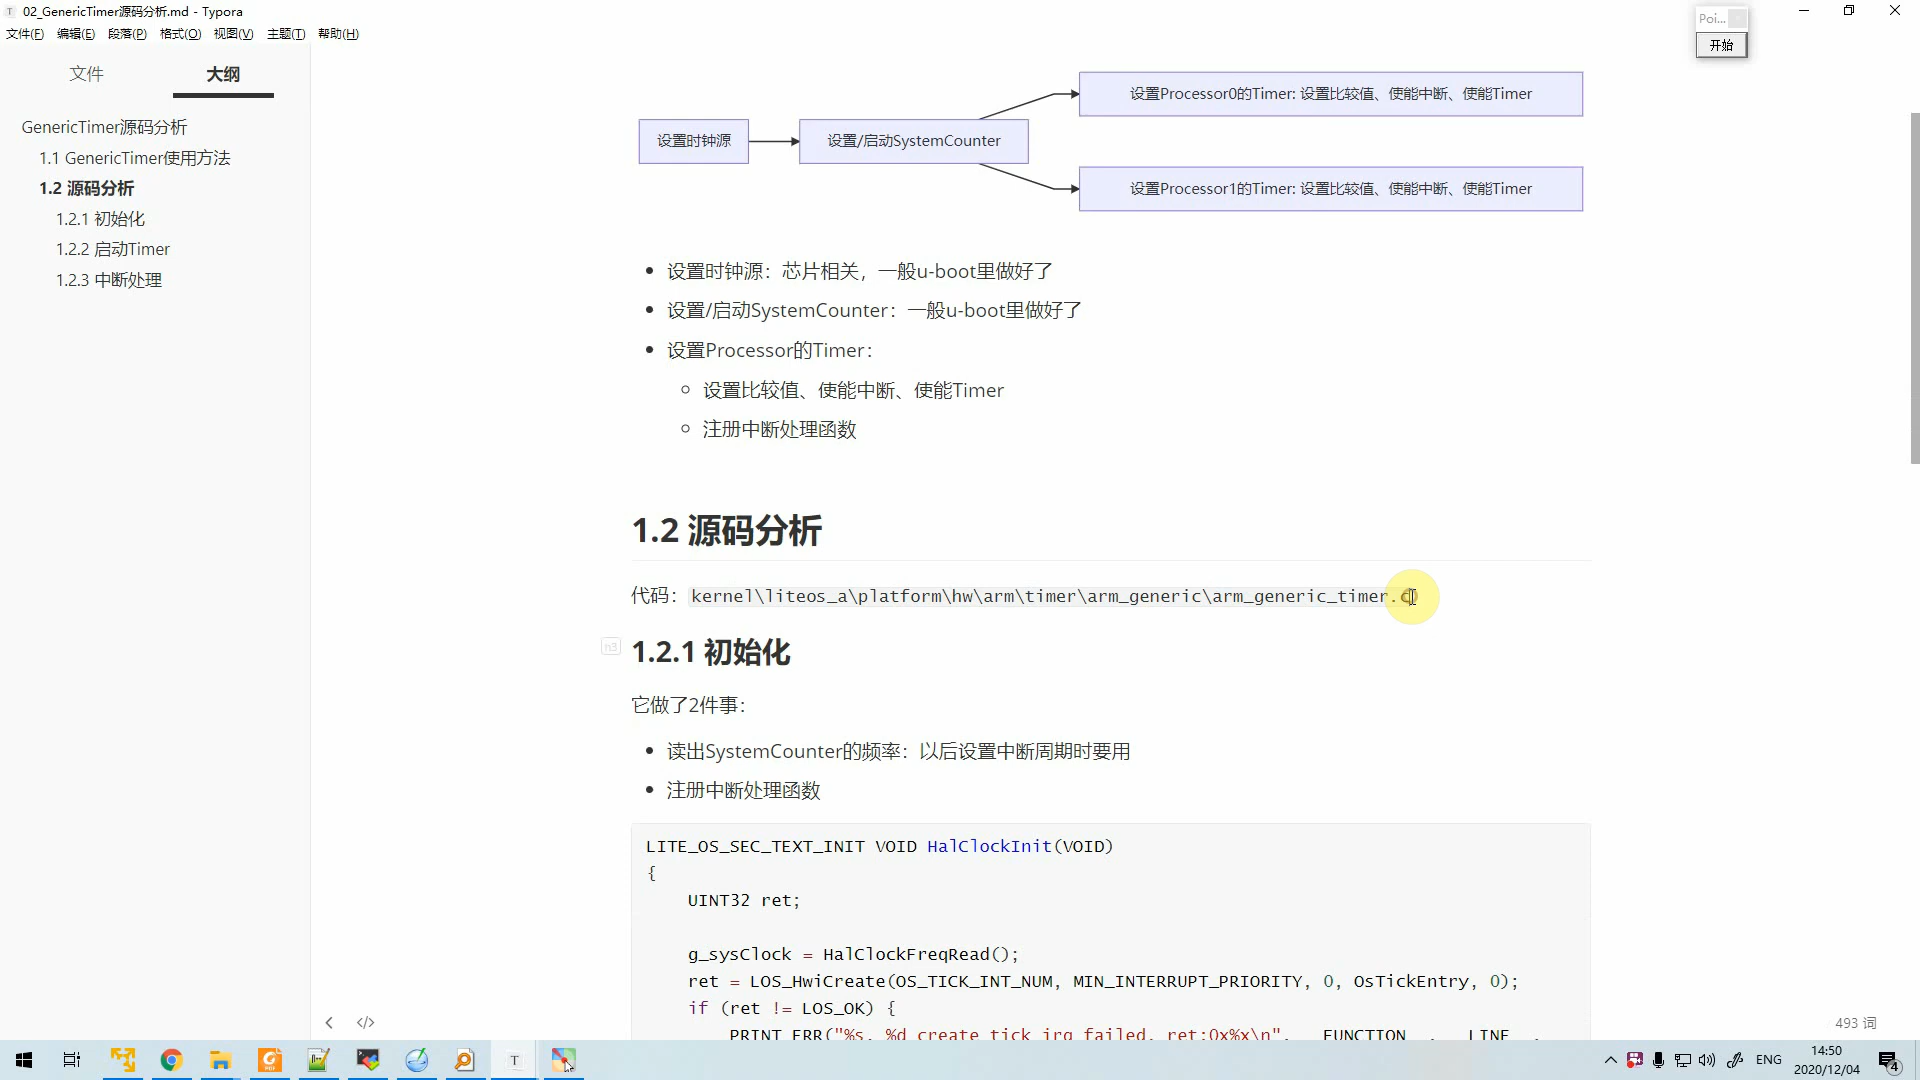 02_GenericTimer源码分析.md - Typora
文件(F) 编辑(E) 段落(P) 格式(O) 视图(V) 主题(T) 帮助(H)
Poi...
开始
文件 大纲
GenericTimer源码分析
1.1 GenericTimer使用方法
1.2 源码分析
1.2.1 初始化
1.2.2 启动Timer
1.2.3 中断处理
设置时钟源
设置/启动SystemCounter
设置Processor0的Timer: 设置比较值、使能中断、使能Timer
设置Processor1的Timer: 设置比较值、使能中断、使能Timer
设置时钟源：芯片相关，一般u-boot里做好了
设置/启动SystemCounter：一般u-boot里做好了
设置Processor的Timer：
设置比较值、使能中断、使能Timer
注册中断处理函数
1.2 源码分析
代码：kernel\liteos_a\platform\hw\arm\timer\arm_generic\arm_generic_timer.c
h3
1.2.1 初始化
它做了2件事：
读出SystemCounter的频率：以后设置中断周期时要用
注册中断处理函数
LITE_OS_SEC_TEXT_INIT VOID HalClockInit(VOID)
{
UINT32 ret;
g_sysClock = HalClockFreqRead();
ret = LOS_HwiCreate(OS_TICK_INT_NUM, MIN_INTERRUPT_PRIORITY, 0, OsTickEntry, 0);
if (ret != LOS_OK) {
PRINT_ERR("%s, %d create tick irq failed, ret:0x%x\n", __FUNCTION__, __LINE__,
493 词
ENG
14:50
2020/12/04
4